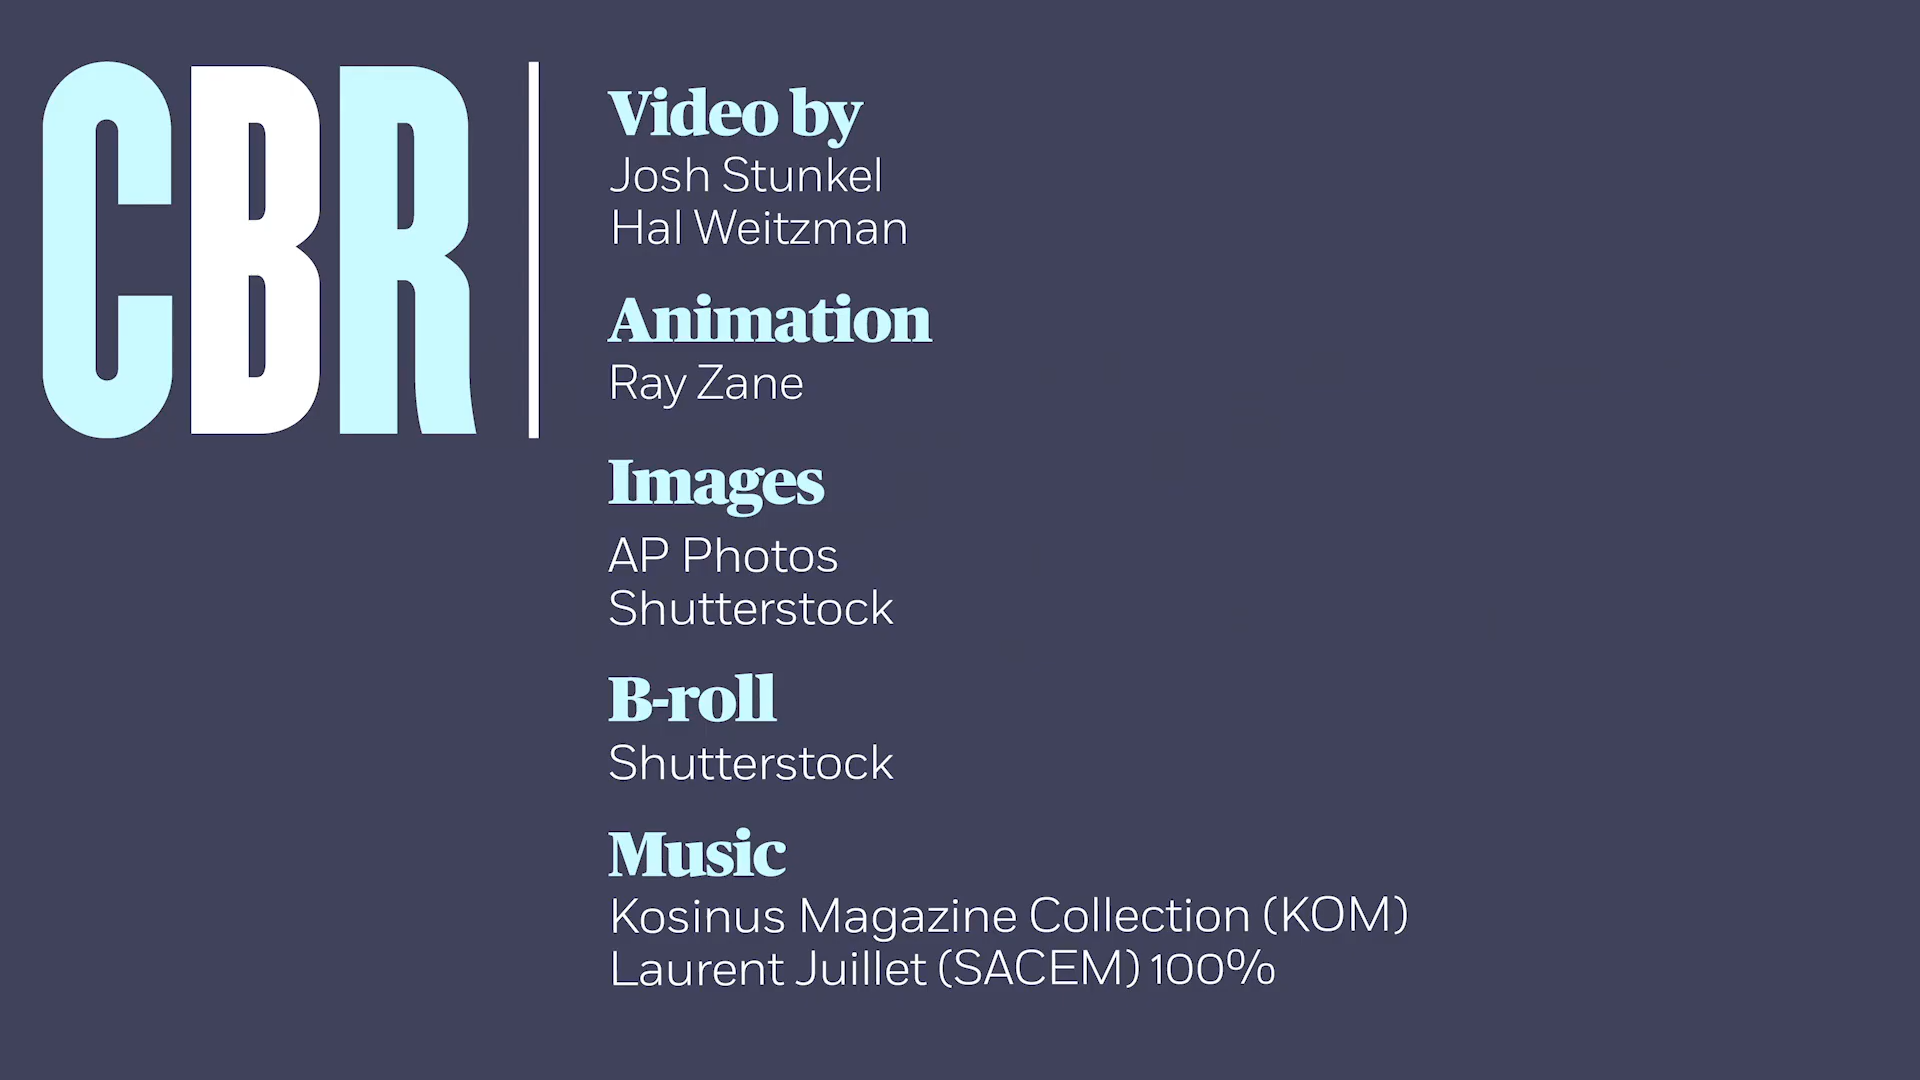 CBR
Video by
Josh Stunkel
Hal Weitzman
Animation
Ray Zane
Images
AP Photos
Shutterstock
B-roll
Shutterstock
Music
Kosinus Magazine Collection (KOM)
Laurent Juillet (SACEM) 100%